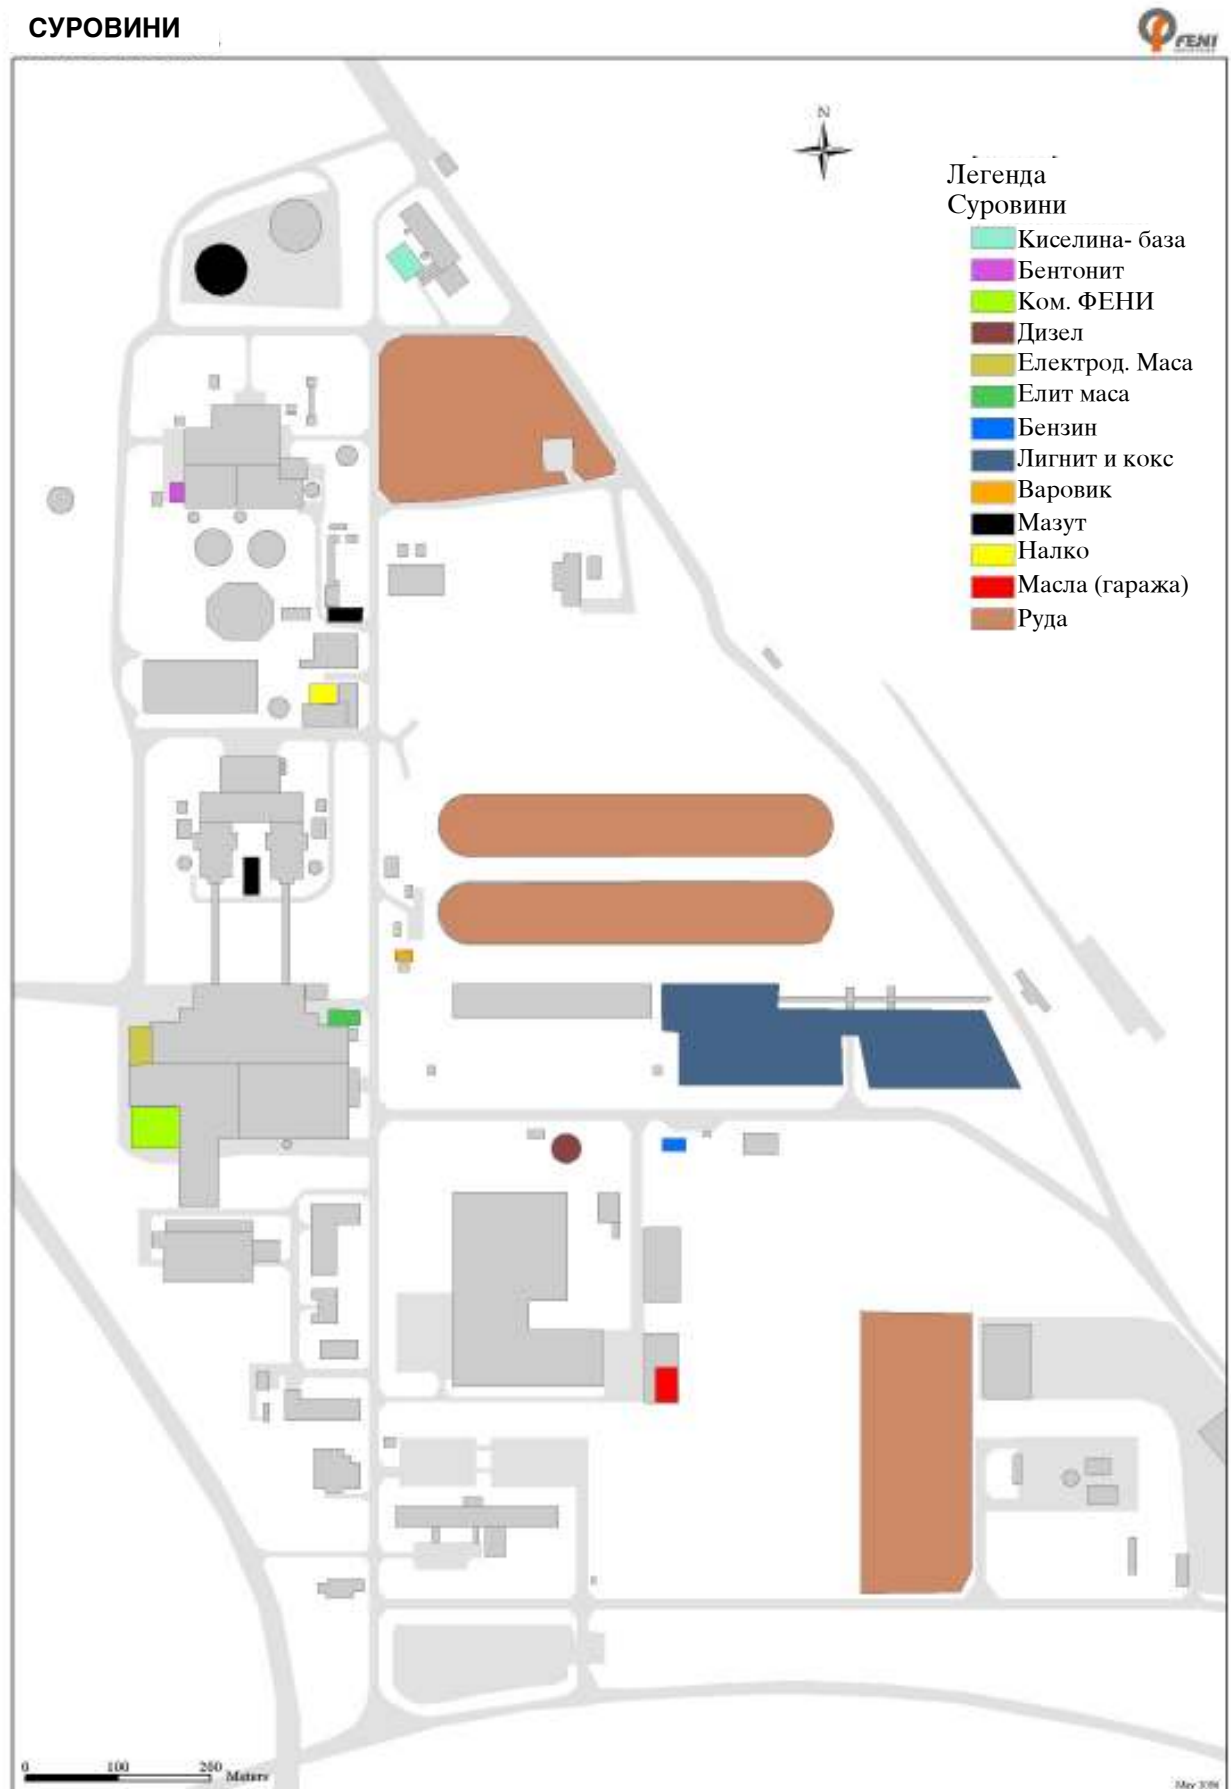 СУРОВИНИ
FENI
N
Легенда
Суровини
Киселина- база
Бентонит
Ком. ФЕНИ
Дизел
Електрод. Маса
Елит маса
Бензин
Лигнит и кокс
Варовик
Мазут
Налко
Масла (гаража)
Руда
0 100 200 Meters
May